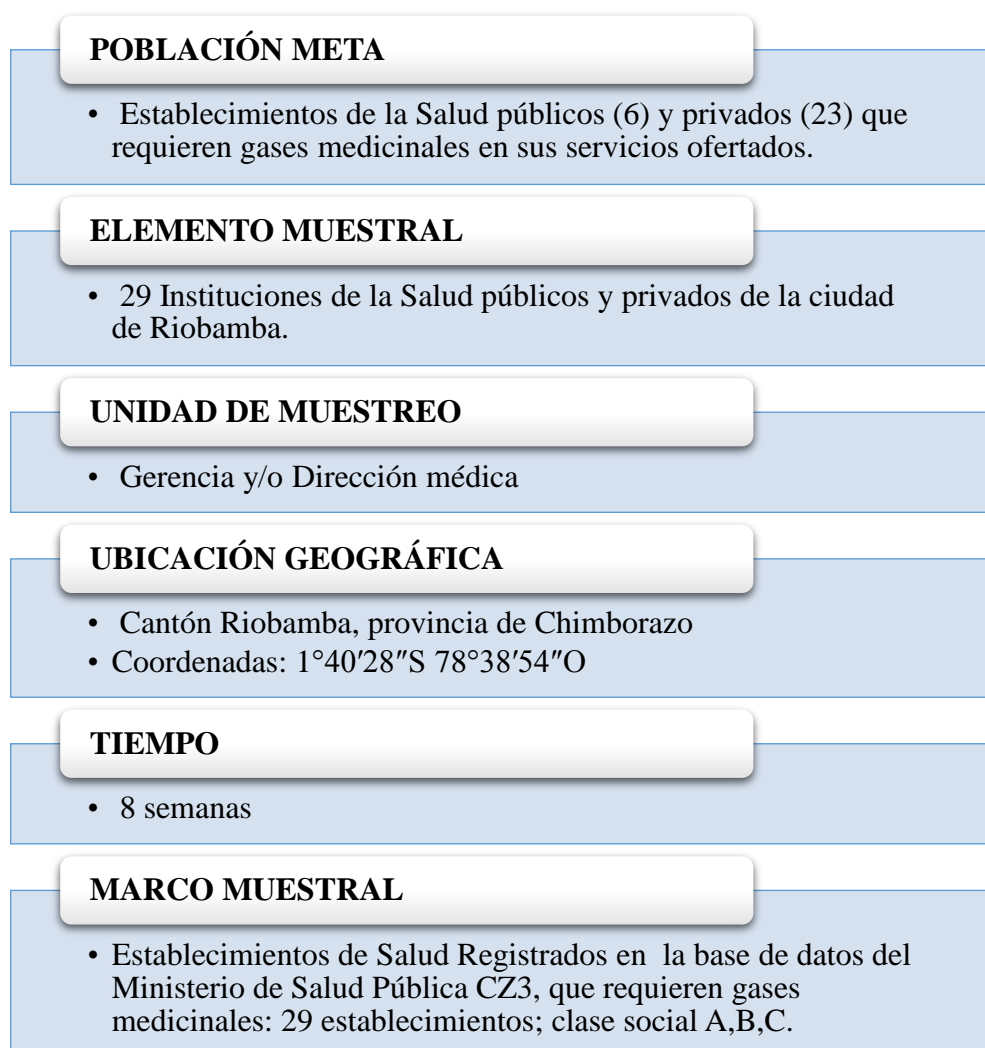 POBLACIÓN META
• Establecimientos de la Salud públicos (6) y privados (23) que
requieren gases medicinales en sus servicios ofertados.
ELEMENTO MUESTRAL
• 29 Instituciones de la Salud públicos y privados de la ciudad
de Riobamba.
UNIDAD DE MUESTREO
• Gerencia y/o Dirección médica
UBICACIÓN GEOGRÁFICA
• Cantón Riobamba, provincia de Chimborazo
• Coordenadas: 1°40′28″S 78°38′54″O
TIEMPO
• 8 semanas
MARCO MUESTRAL
• Establecimientos de Salud Registrados en la base de datos del
Ministerio de Salud Pública CZ3, que requieren gases
medicinales: 29 establecimientos; clase social A,B,C.